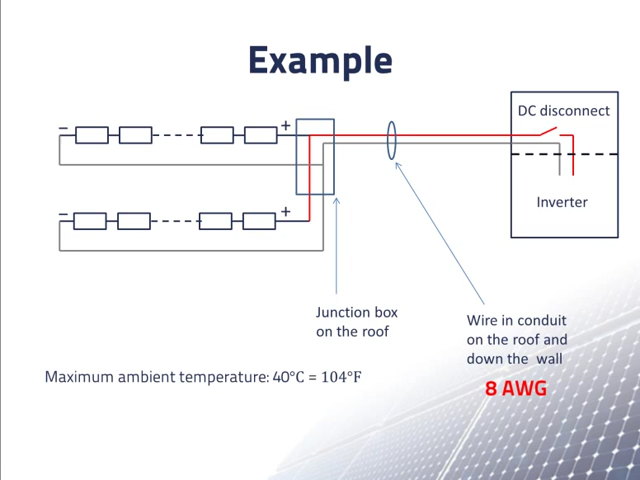 Example
DC disconnect
− + 
− +
Inverter
Junction box
on the roof
Wire in conduit
on the roof and
down the wall
8 AWG
Maximum ambient temperature: 40°C = 104°F